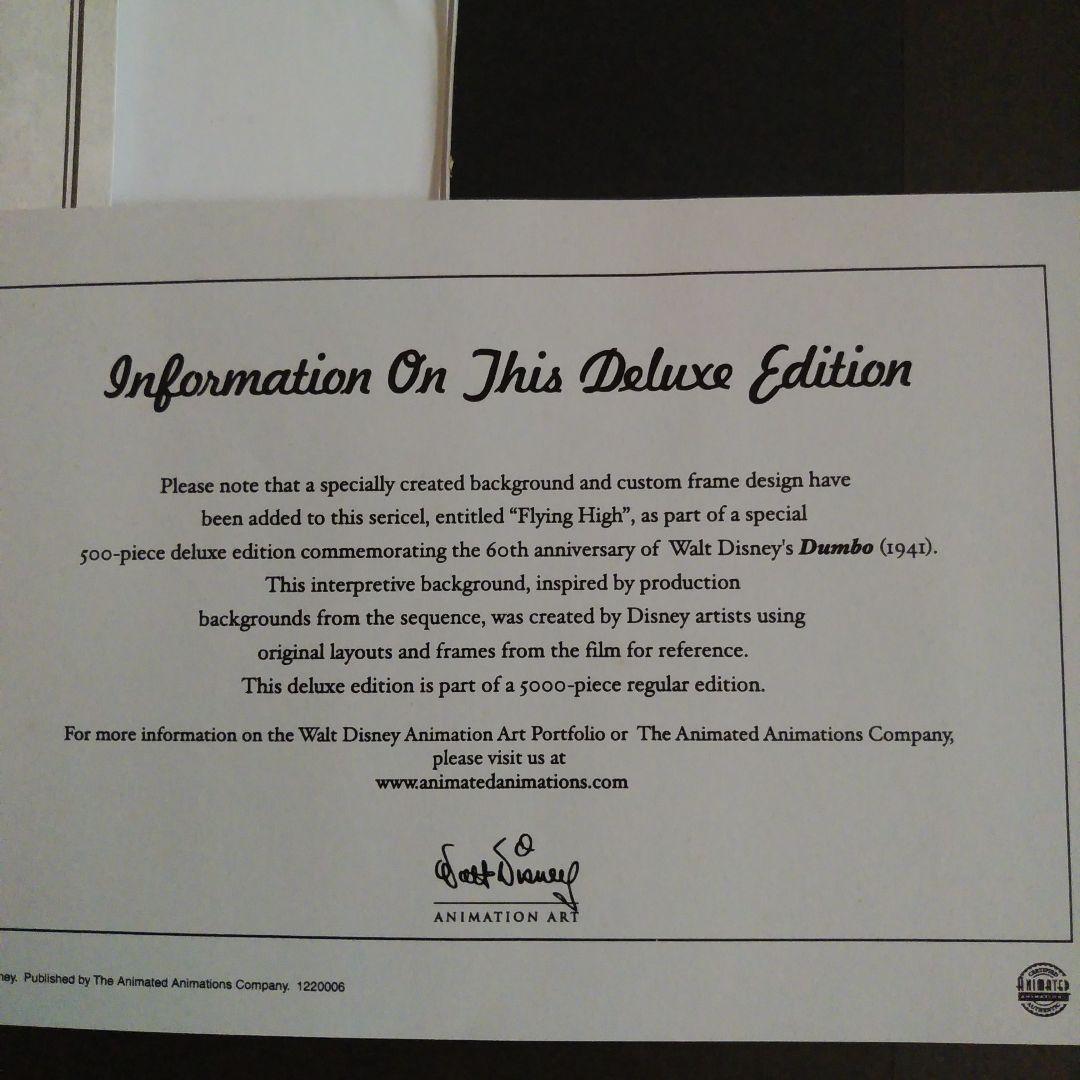 Information On This Deluxe Edition
Please note that a specially created background and custom frame design have
been added to this sericel, entitled “Flying High”, as part of a special
500-piece deluxe edition commemorating the 60th anniversary of Walt Disney's Dumbo (1941).
This interpretive background, inspired by production
backgrounds from the sequence, was created by Disney artists using
original layouts and frames from the film for reference.
This deluxe edition is part of a 5000-piece regular edition.
For more information on the Walt Disney Animation Art Portfolio or The Animated Animations Company,
please visit us at
www.animatedanimations.com
Walt Disney
ANIMATION ART
ney. Published by The Animated Animations Company. 1220006
CERTIFIED
ANIMATED
ANIMATIONS
AUTHENTIC